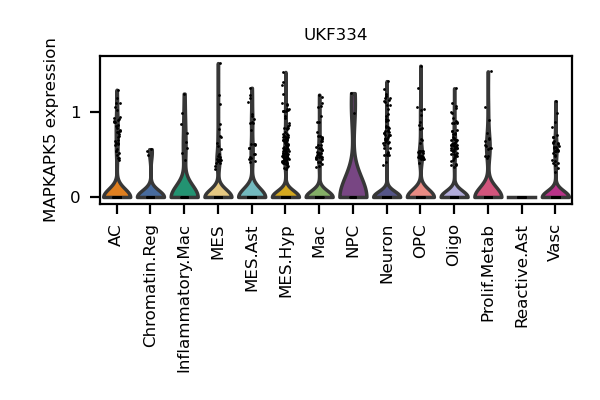 UKF334
MAPKAPK5 expression
1
0
AC
Chromatin.Reg
Inflammatory.Mac
MES
MES.Ast
MES.Hyp
Mac
NPC
Neuron
OPC
Oligo
Prolif.Metab
Reactive.Ast
Vasc